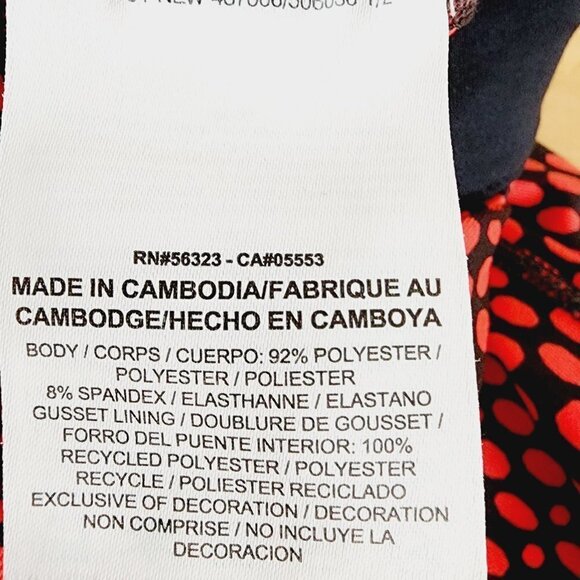 NEW
RN#56323 - CA#05553
MADE IN CAMBODIA/FABRIQUE AU
CAMBODGE/HECHO EN CAMBOYA
BODY / CORPS / CUERPO: 92% POLYESTER /
POLYESTER / POLIESTER
8% SPANDEX / ELASTHANNE / ELASTANO
GUSSET LINING / DOUBLURE DE GOUSSET /
FORRO DEL PUENTE INTERIOR: 100%
RECYCLED POLYESTER / POLYESTER
RECYCLE / POLIESTER RECICLADO
EXCLUSIVE OF DECORATION / DECORATION
NON COMPRISE / NO INCLUYE LA
DECORACION